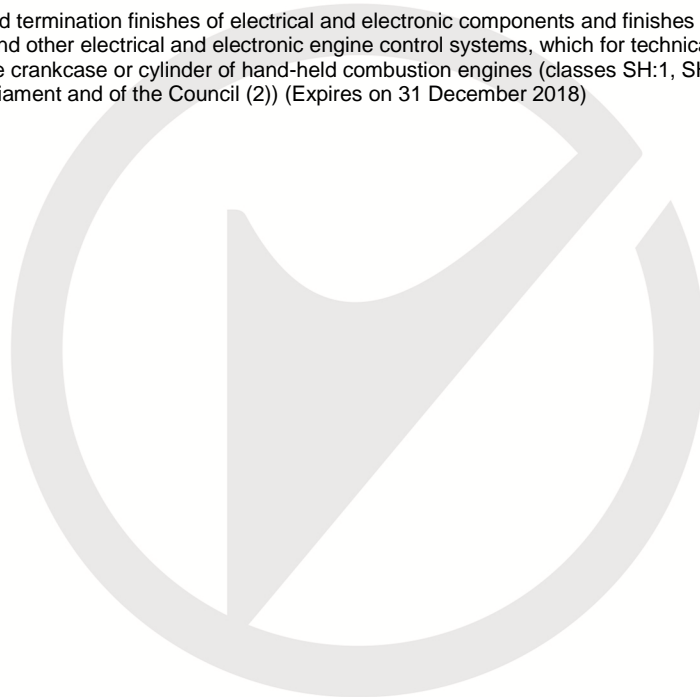 d termination finishes of electrical and electronic components and finishes
nd other electrical and electronic engine control systems, which for technica
e crankcase or cylinder of hand-held combustion engines (classes SH:1, SH
iament and of the Council (2)) (Expires on 31 December 2018)